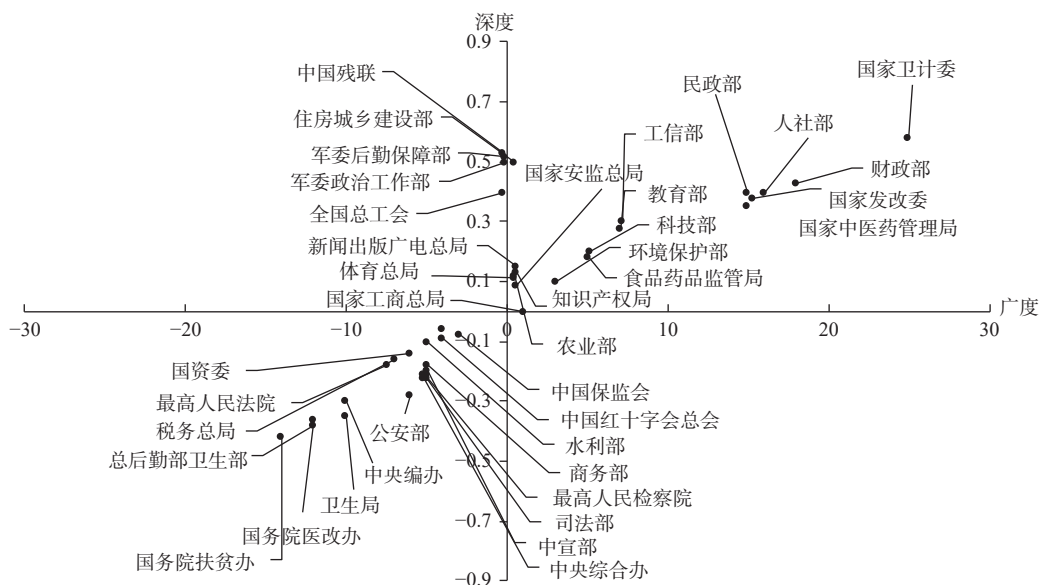 深度
0.9
中国残联
国家卫计委
民政部
0.7
住房城乡建设部
人社部
工信部
军委后勤保障部
0.5
国家安监总局
财政部
军委政治工作部
教育部
国家发改委
全国总工会
0.3
科技部
国家中医药管理局
新闻出版广电总局
环境保护部
体育总局
0.1
食品药品监管局
国家工商总局
知识产权局
广度
−30
−20
−10
0
10
20
30
−0.1
农业部
国资委
中国保监会
最高人民法院
−0.3
中国红十字会总会
税务总局
公安部
水利部
总后勤部卫生部
−0.5
中央编办
商务部
卫生局
最高人民检察院
−0.7
司法部
国务院医改办
中宣部
国务院扶贫办
中央综合办
−0.9